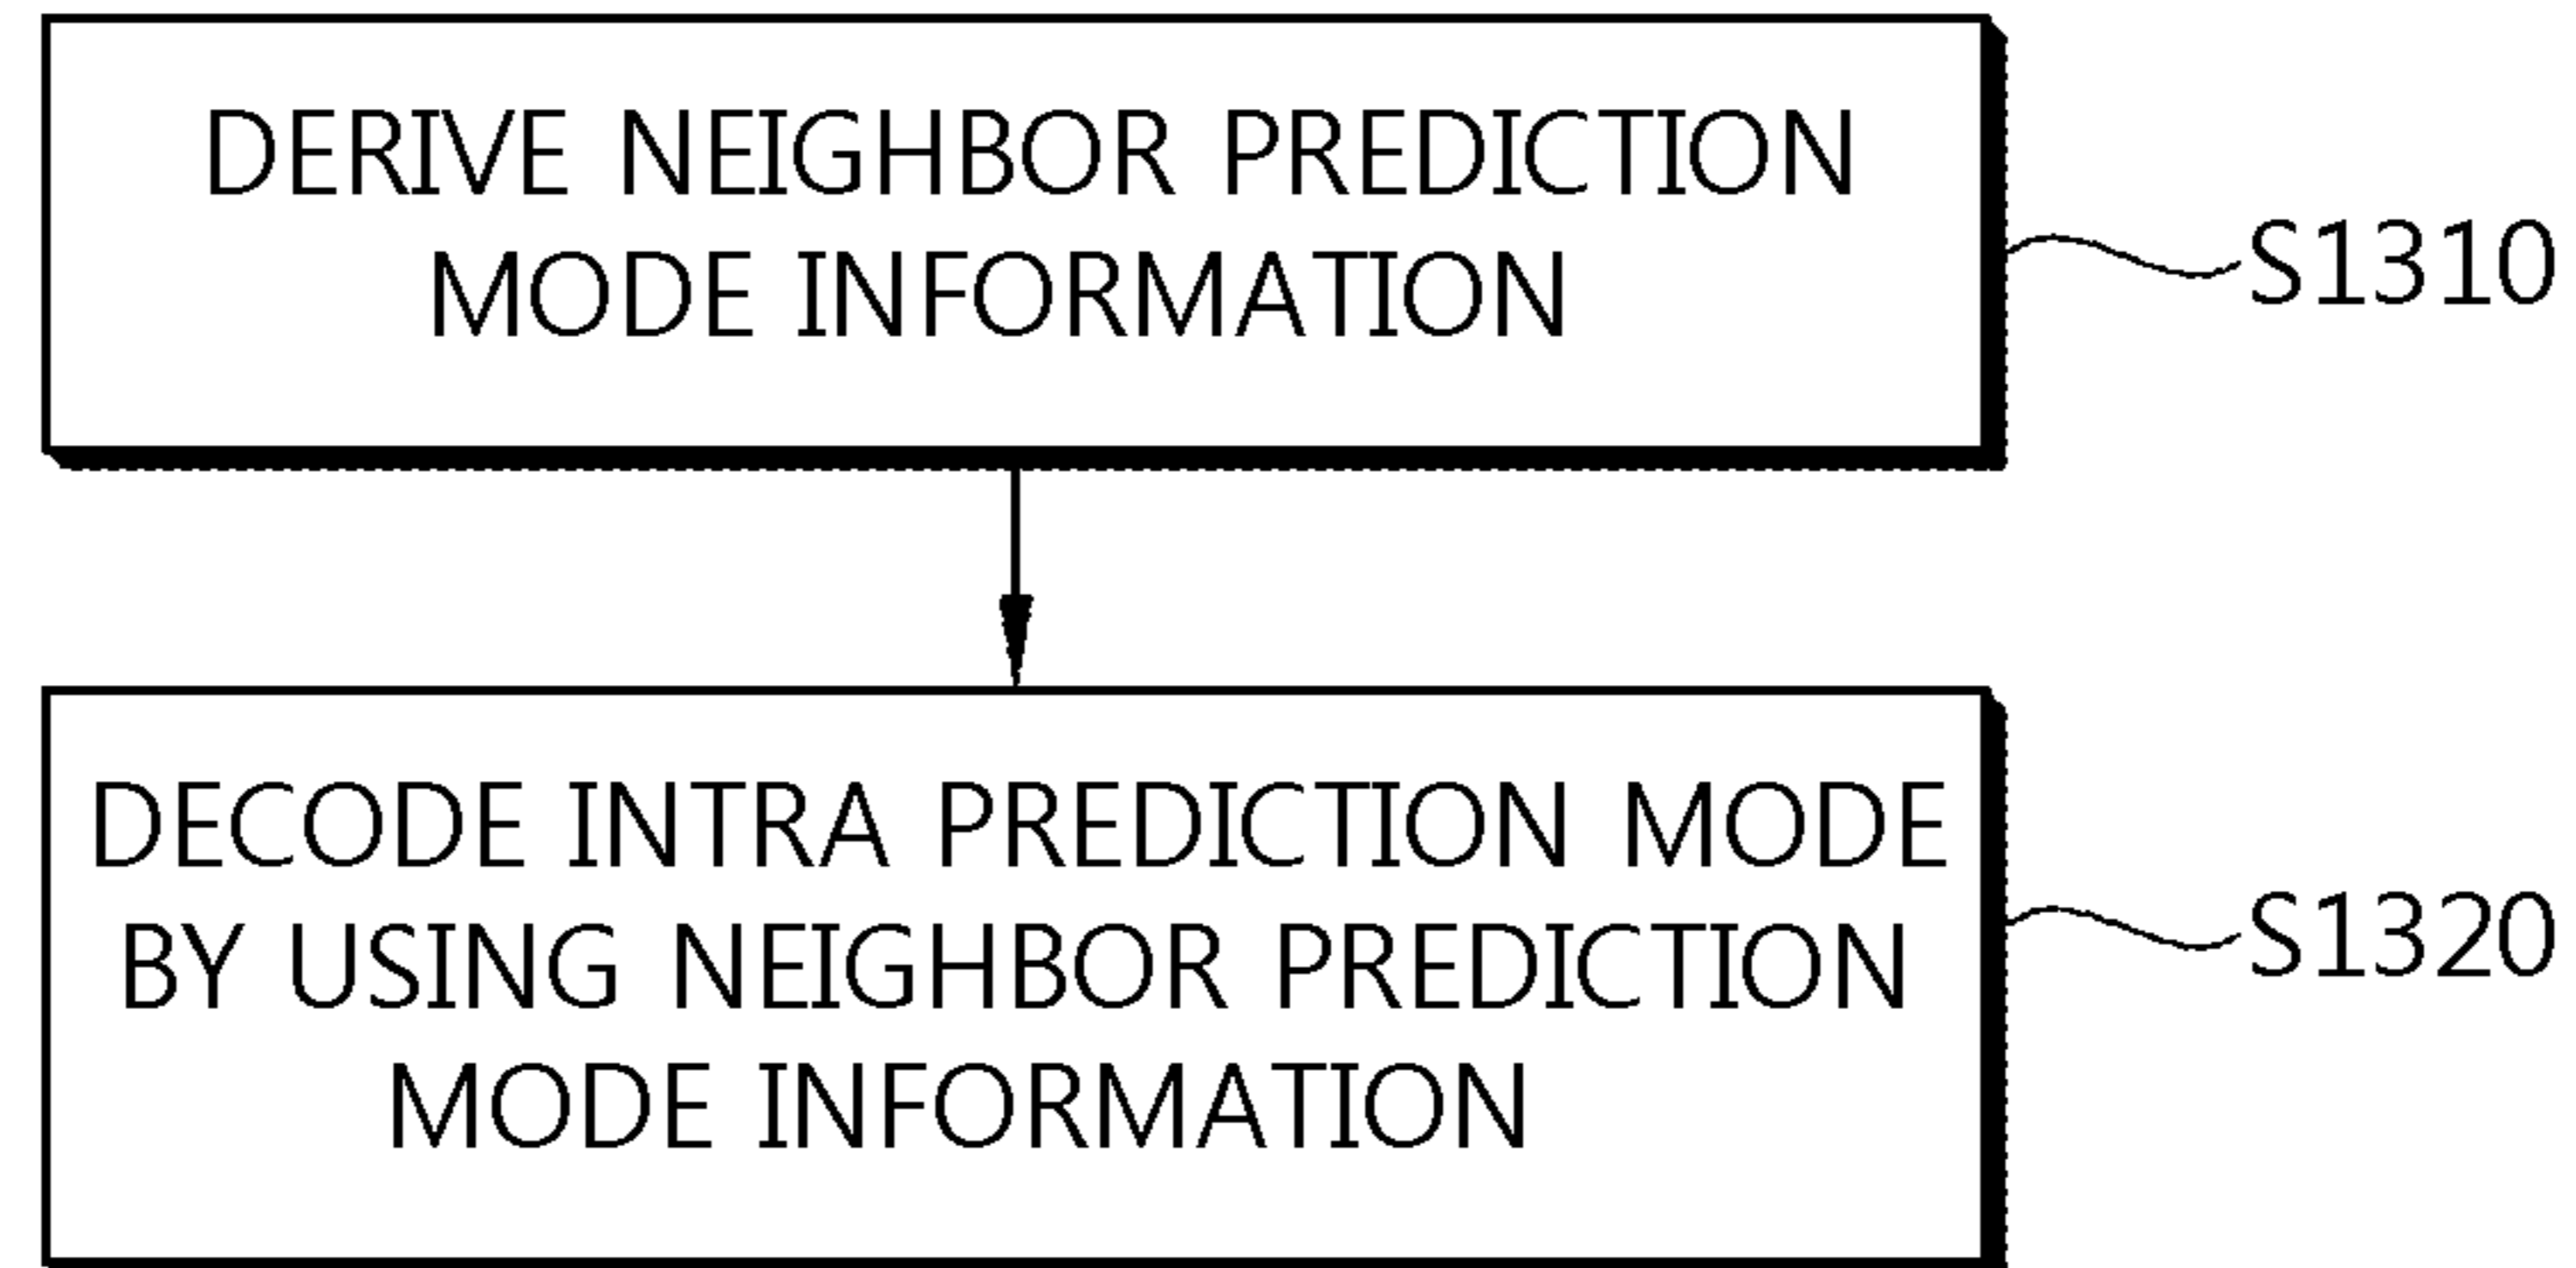 DERIVE NEIGHBOR PREDICTION
MODE INFORMATION
S1310
DECODE INTRA PREDICTION MODE
BY USING NEIGHBOR PREDICTION
MODE INFORMATION
S1320